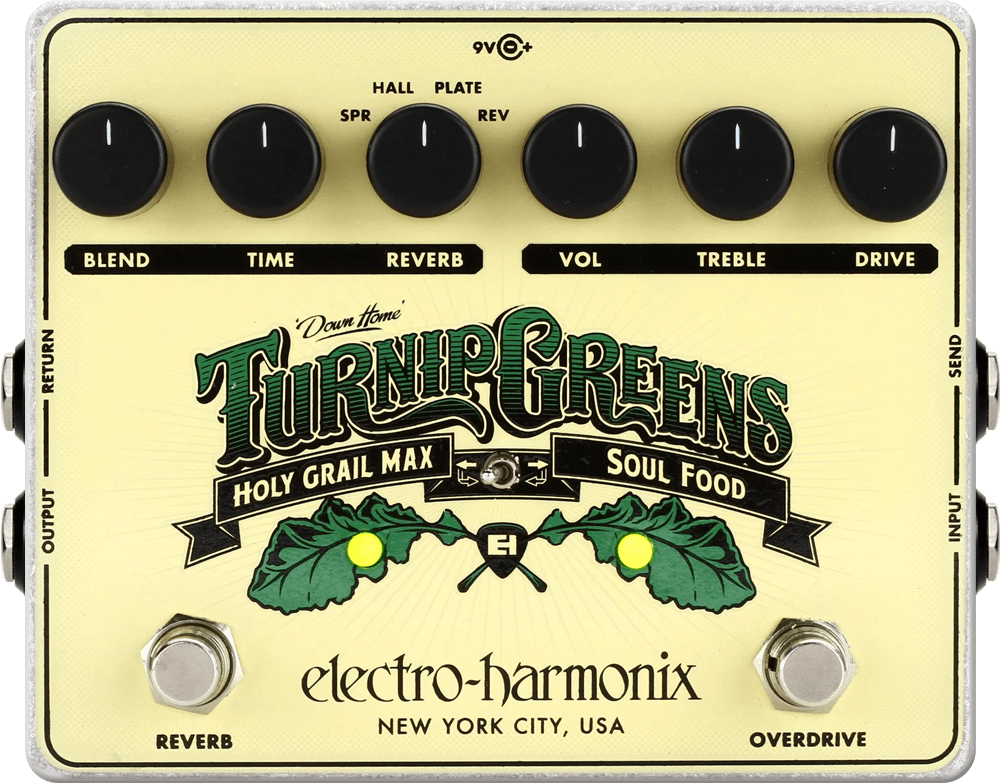 9V +
HALL PLATE
SPR REV
BLEND TIME REVERB VOL TREBLE DRIVE
RETURN
SEND
'Down Home'
TURNIP GREENS
HOLY GRAIL MAX
SOUL FOOD
OUTPUT
INPUT
EH
electro-harmonix
NEW YORK CITY, USA
REVERB
OVERDRIVE